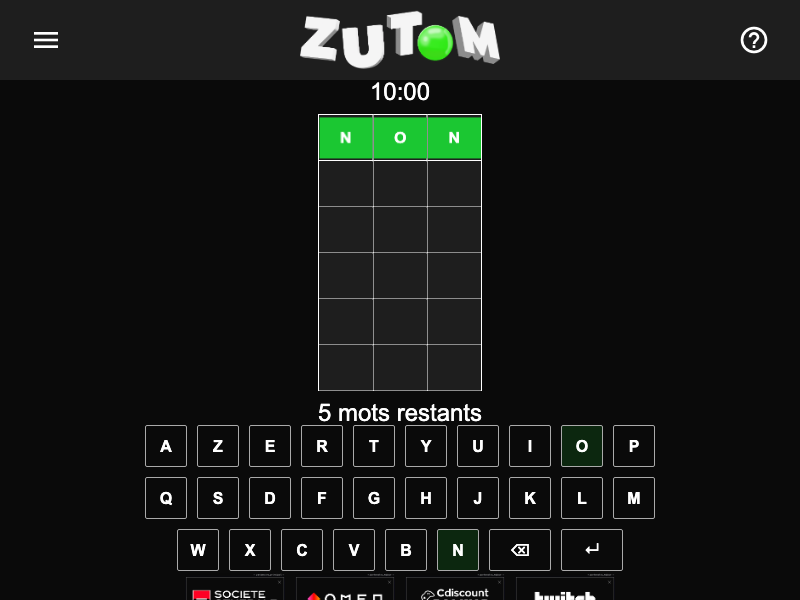 ZUTOM
10:00
N O N
5 mots restants
A Z E R T Y U I O P
Q S D F G H J K L M
W X C V B N
SOCIETE OMEN Cdiscount twitch